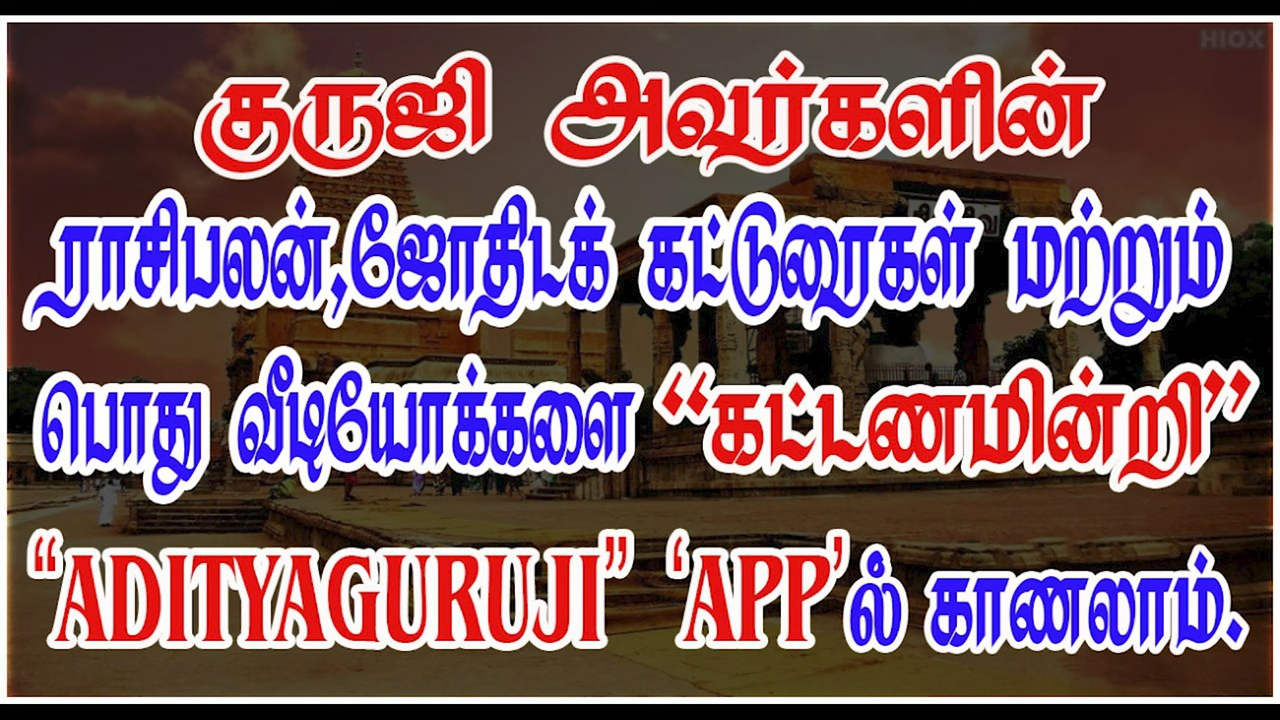 HIOX
குருஜி அவர்களின்
ராசிபலன்,ஜோதிடக் கட்டுரைகள் மற்றும்
பொது வீடியோக்களை “கட்டணமின்றி”
“ADITYAGURUJI” ‘APP’ல் காணலாம்.